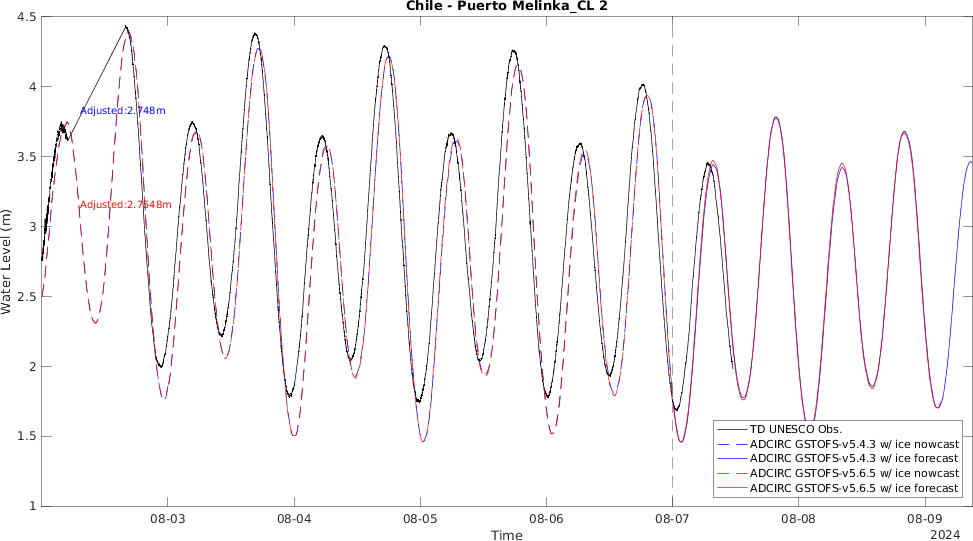 Chile - Puerto Melinka_CL 2
4.5
4
3.5
3
2.5
2
1.5
1
Water Level (m)
Adjusted:2.748m
Adjusted:2.7648m
TD UNESCO Obs.
ADCIRC GSTOFS-v5.4.3 w/ ice nowcast
ADCIRC GSTOFS-v5.4.3 w/ ice forecast
ADCIRC GSTOFS-v5.6.5 w/ ice nowcast
ADCIRC GSTOFS-v5.6.5 w/ ice forecast
08-03 08-04 08-05 08-06 08-07 08-08 08-09
Time
2024